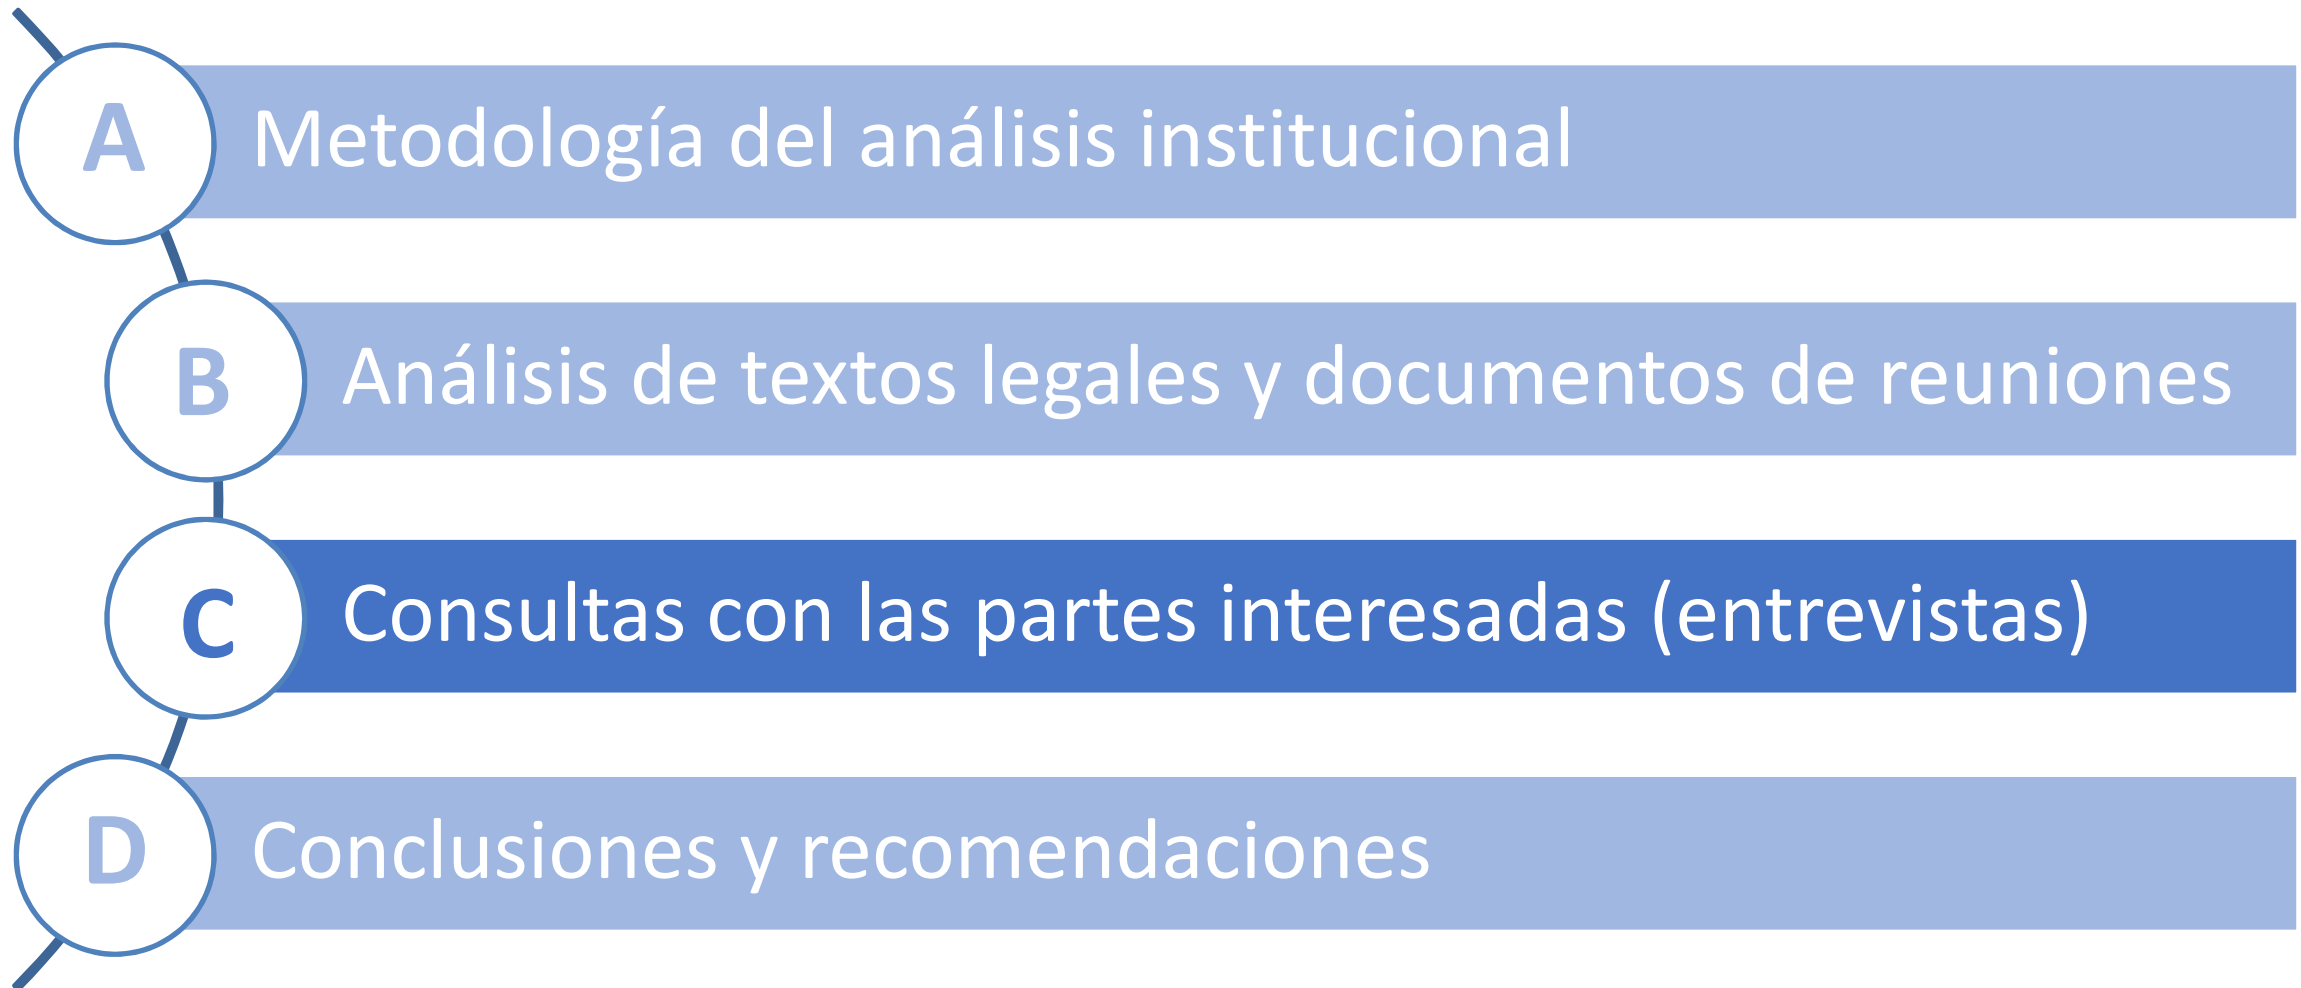 A Metodología del análisis institucional
B Análisis de textos legales y documentos de reuniones
C Consultas con las partes interesadas (entrevistas)
D Conclusiones y recomendaciones